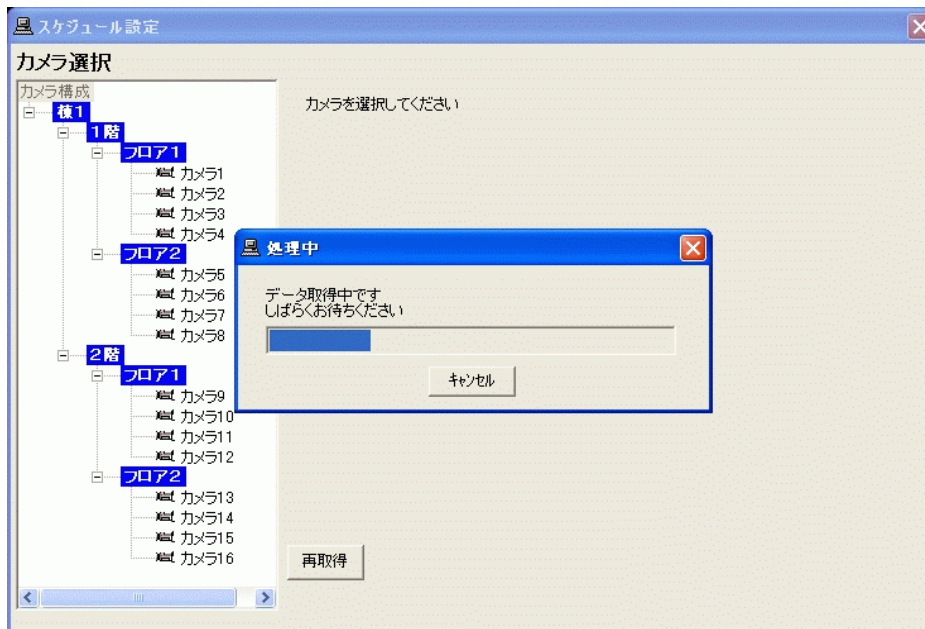 スケジュール設定
カメラ選択
カメラ構成
棟1
1階
フロア1
カメラ1
カメラ2
カメラ3
カメラ4
フロア2
カメラ5
カメラ6
カメラ7
カメラ8
2階
フロア1
カメラ9
カメラ10
カメラ11
カメラ12
フロア2
カメラ13
カメラ14
カメラ15
カメラ16
カメラを選択してください
処理中
データ取得中です
しばらくお待ちください
キャンセル
再取得